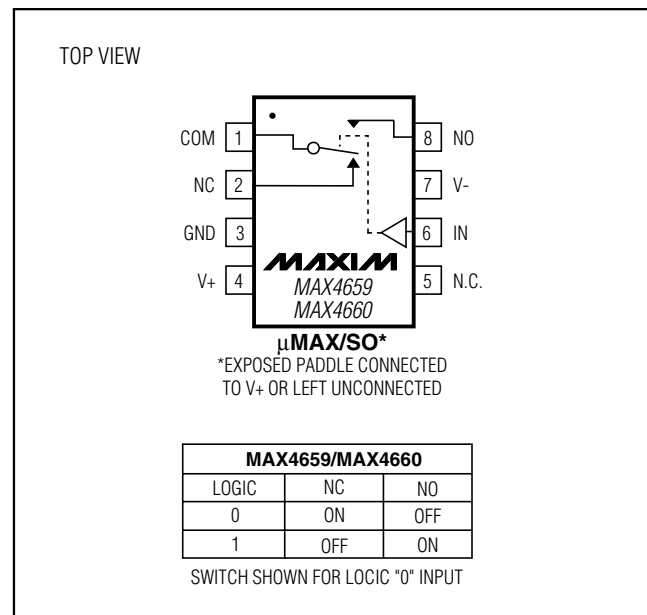 TOP VIEW
COM 1
8 NO
NC 2
7 V-
GND 3
6 IN
V+ 4
5 N.C.
MAXIM
MAX4659
MAX4660
μMAX/SO*
*EXPOSED PADDLE CONNECTED
TO V+ OR LEFT UNCONNECTED
MAX4659/MAX4660
LOGIC NC NO
0 ON OFF
1 OFF ON
SWITCH SHOWN FOR LOCIC "0" INPUT